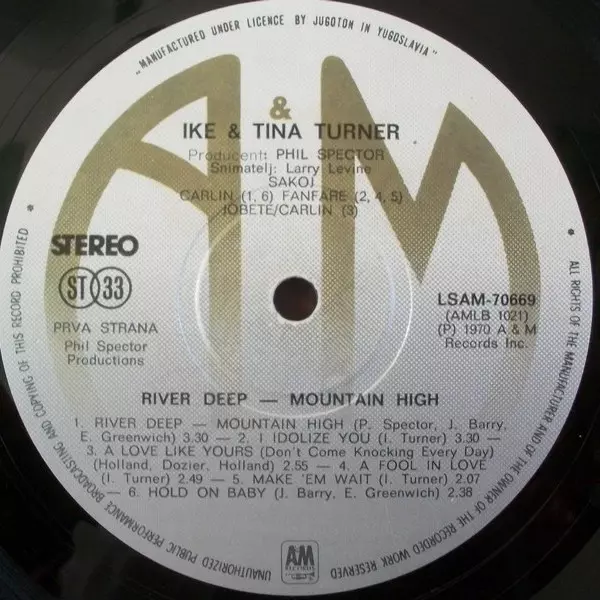 "MANUFACTURED UNDER LICENCE BY JUGOTON IN YUGOSLAVIA"
A & M
IKE & TINA TURNER
Producent: PHIL SPECTOR
Snimatelj: Larry Levine
SAKOJ
CARLIN (1, 6) FANFARE (2, 4, 5)
JOBETE/CARLIN (3)
STEREO
ST 33
PRVA STRANA
Phil Spector
Productions
LSAM-70669
(AMLB 1021)
(P) 1970 A & M
Records Inc.
RIVER DEEP — MOUNTAIN HIGH
1. RIVER DEEP — MOUNTAIN HIGH (P. Spector, J. Barry,
E. Greenwich) 3.30 — 2. I IDOLIZE YOU (I. Turner) 3.30 —
3. A LOVE LIKE YOURS (Don't Come Knocking Every Day)
(Holland, Dozier, Holland) 2.55 — 4. A FOOL IN LOVE
(I. Turner) 2.49 — 5. MAKE 'EM WAIT (I. Turner) 2.07
— 6. HOLD ON BABY (J. Barry, E. Greenwich) 2.38
AM
RECORDS
• ALL RIGHTS OF THE MANUFACTURER AND OF THE OWNER OF THE RECORDED WORK RESERVED
UNAUTHORIZED PUBLIC PERFORMANCE BROADCASTING AND COPYING OF THIS RECORD PROHIBITED •